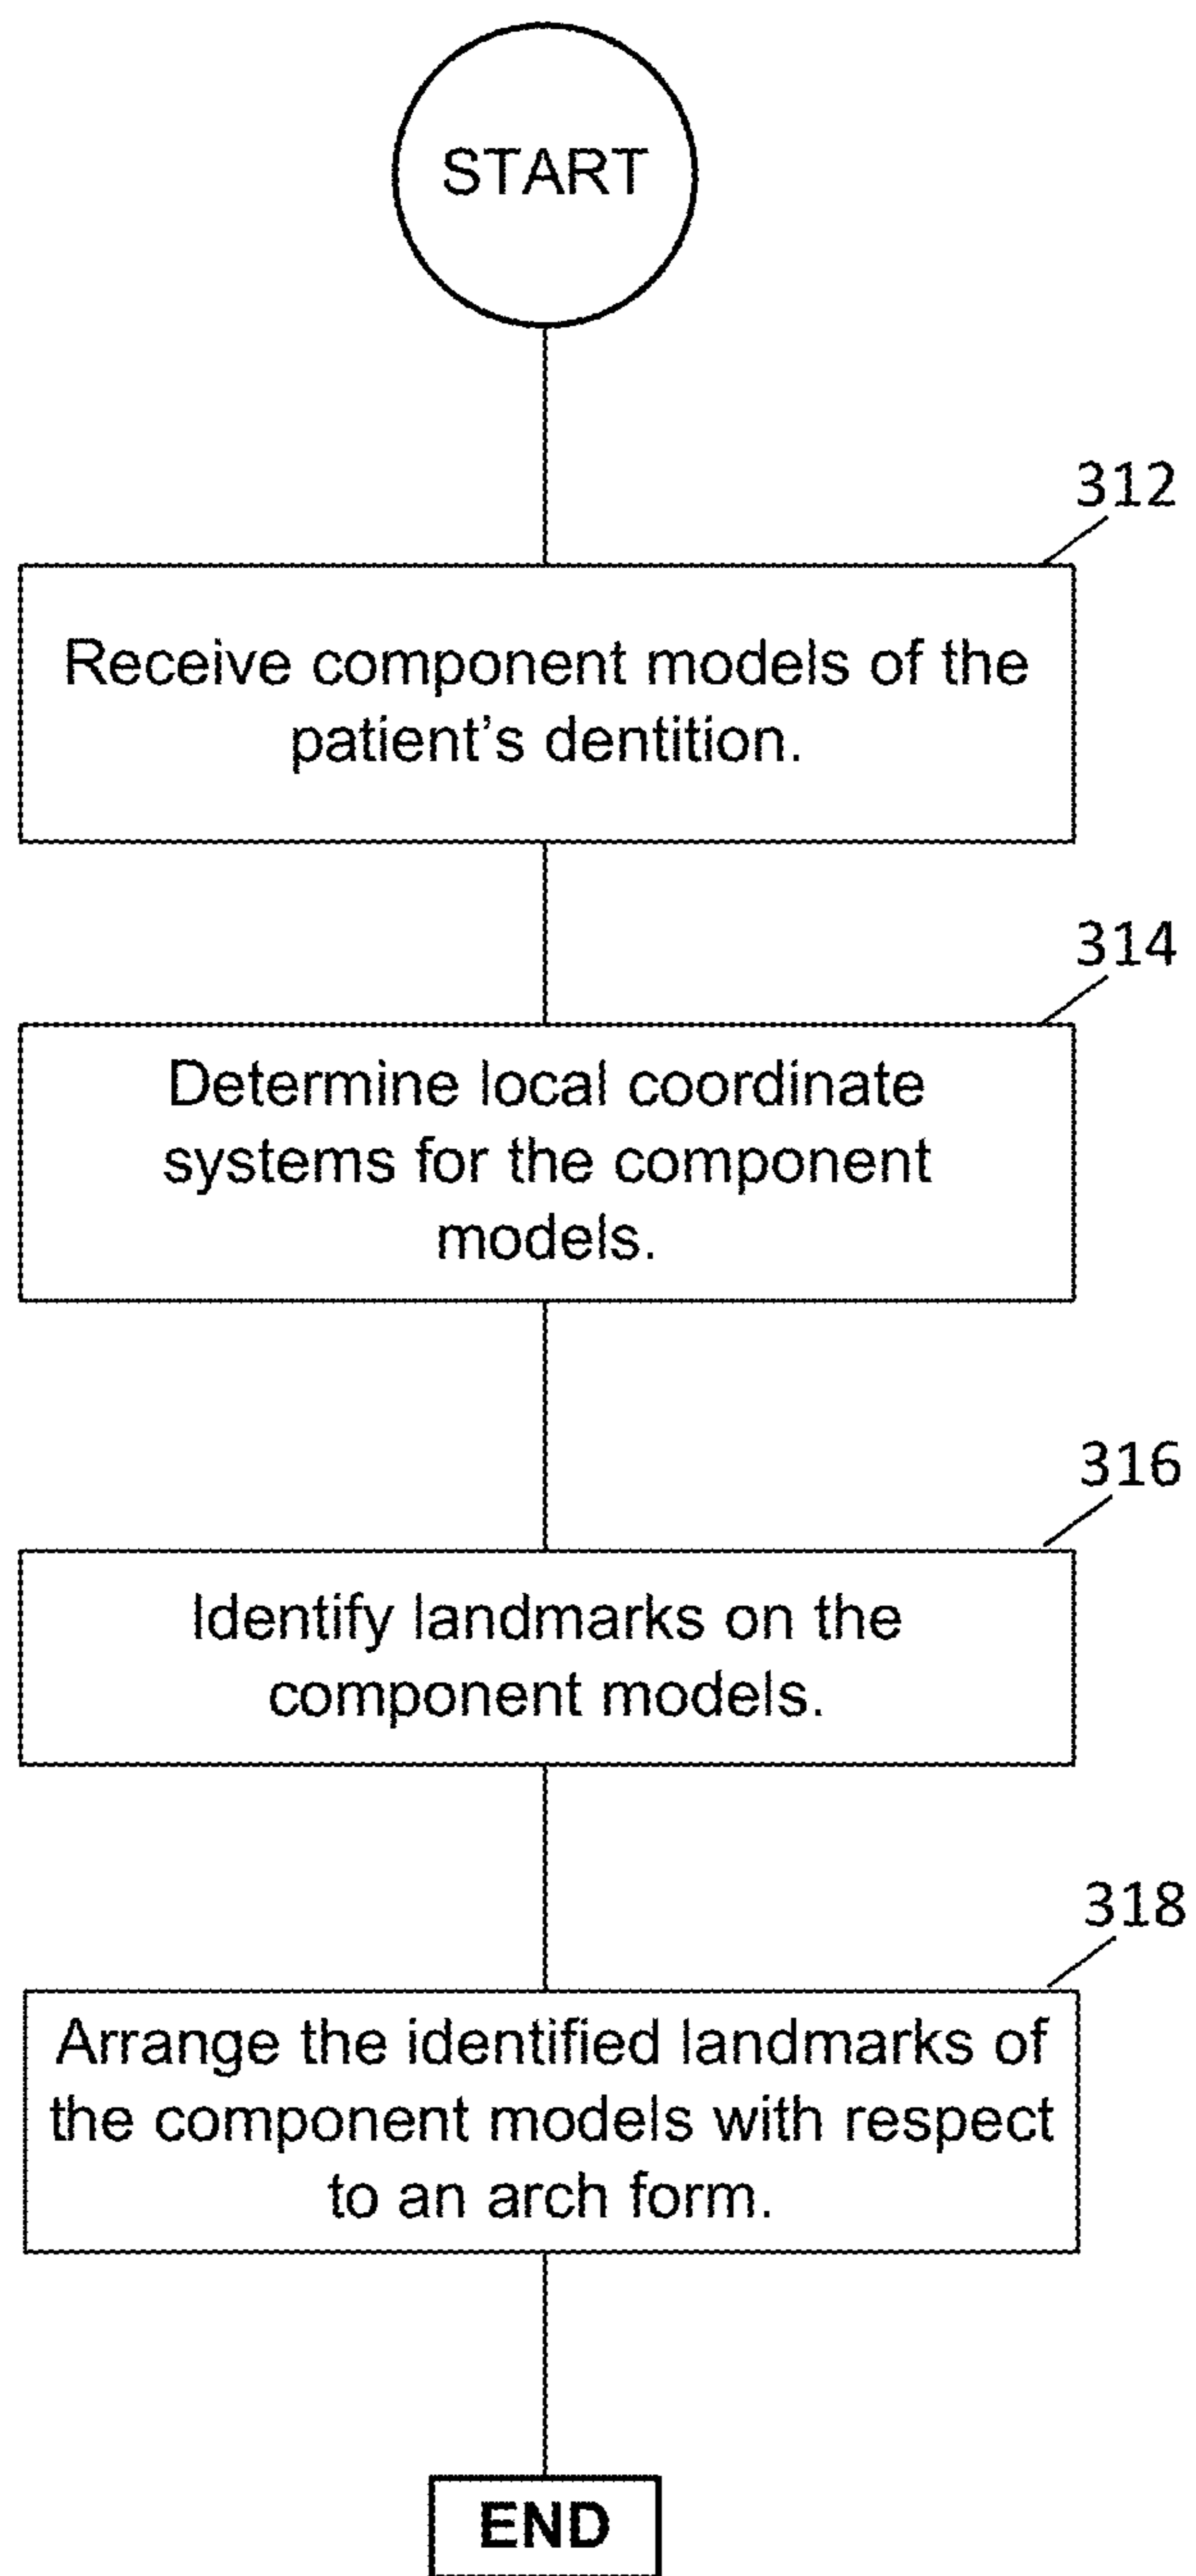 START
312
Receive component models of the
patient’s dentition.
314
Determine local coordinate
systems for the component
models.
316
Identify landmarks on the
component models.
318
Arrange the identified landmarks of
the component models with respect
to an arch form.
END